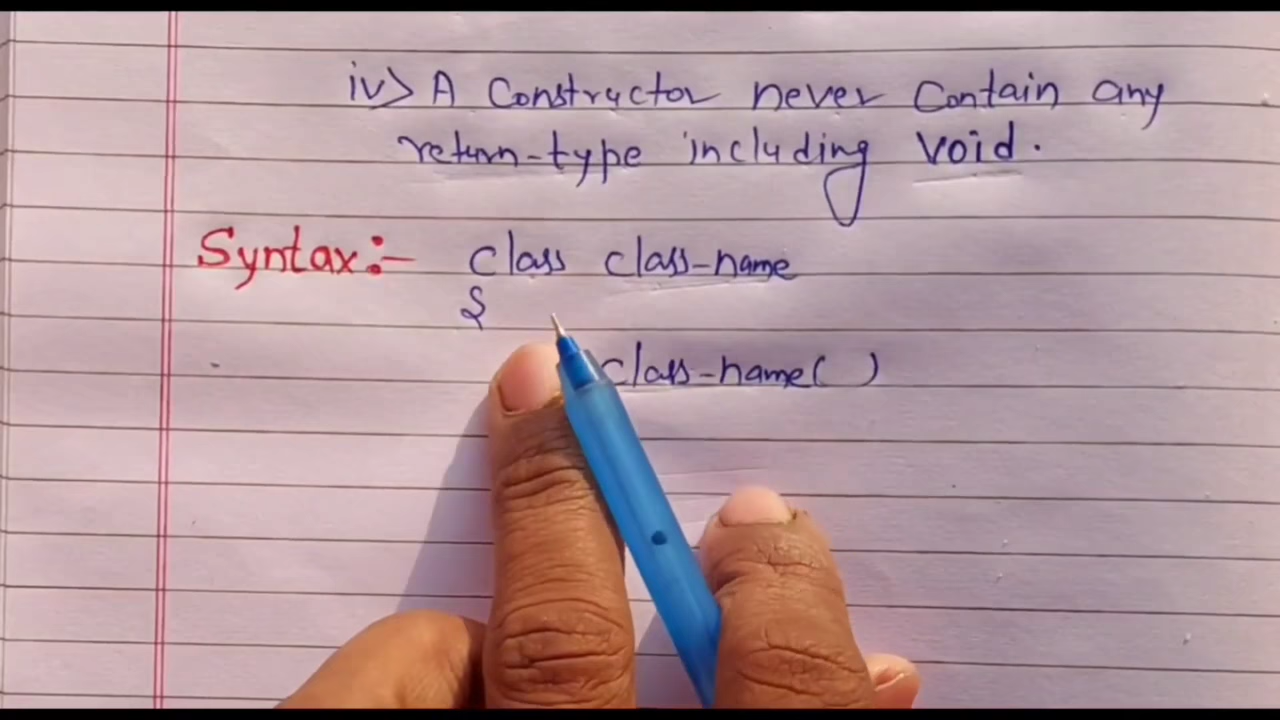 iv> A Constructor never Contain any
return-type including void.
Syntax:- class class-name
{
class-name( )